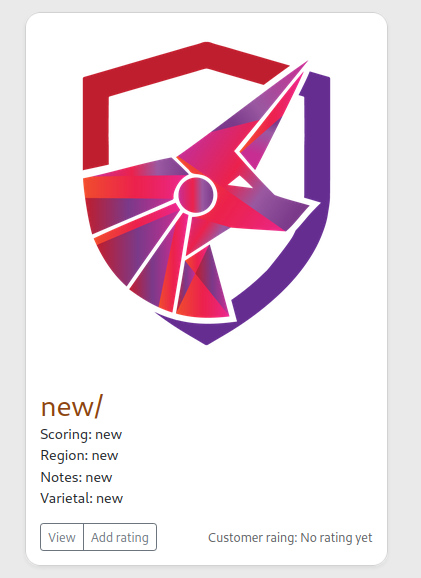 new/
Scoring: new
Region: new
Notes: new
Varietal: new
View Add rating Customer raing: No rating yet